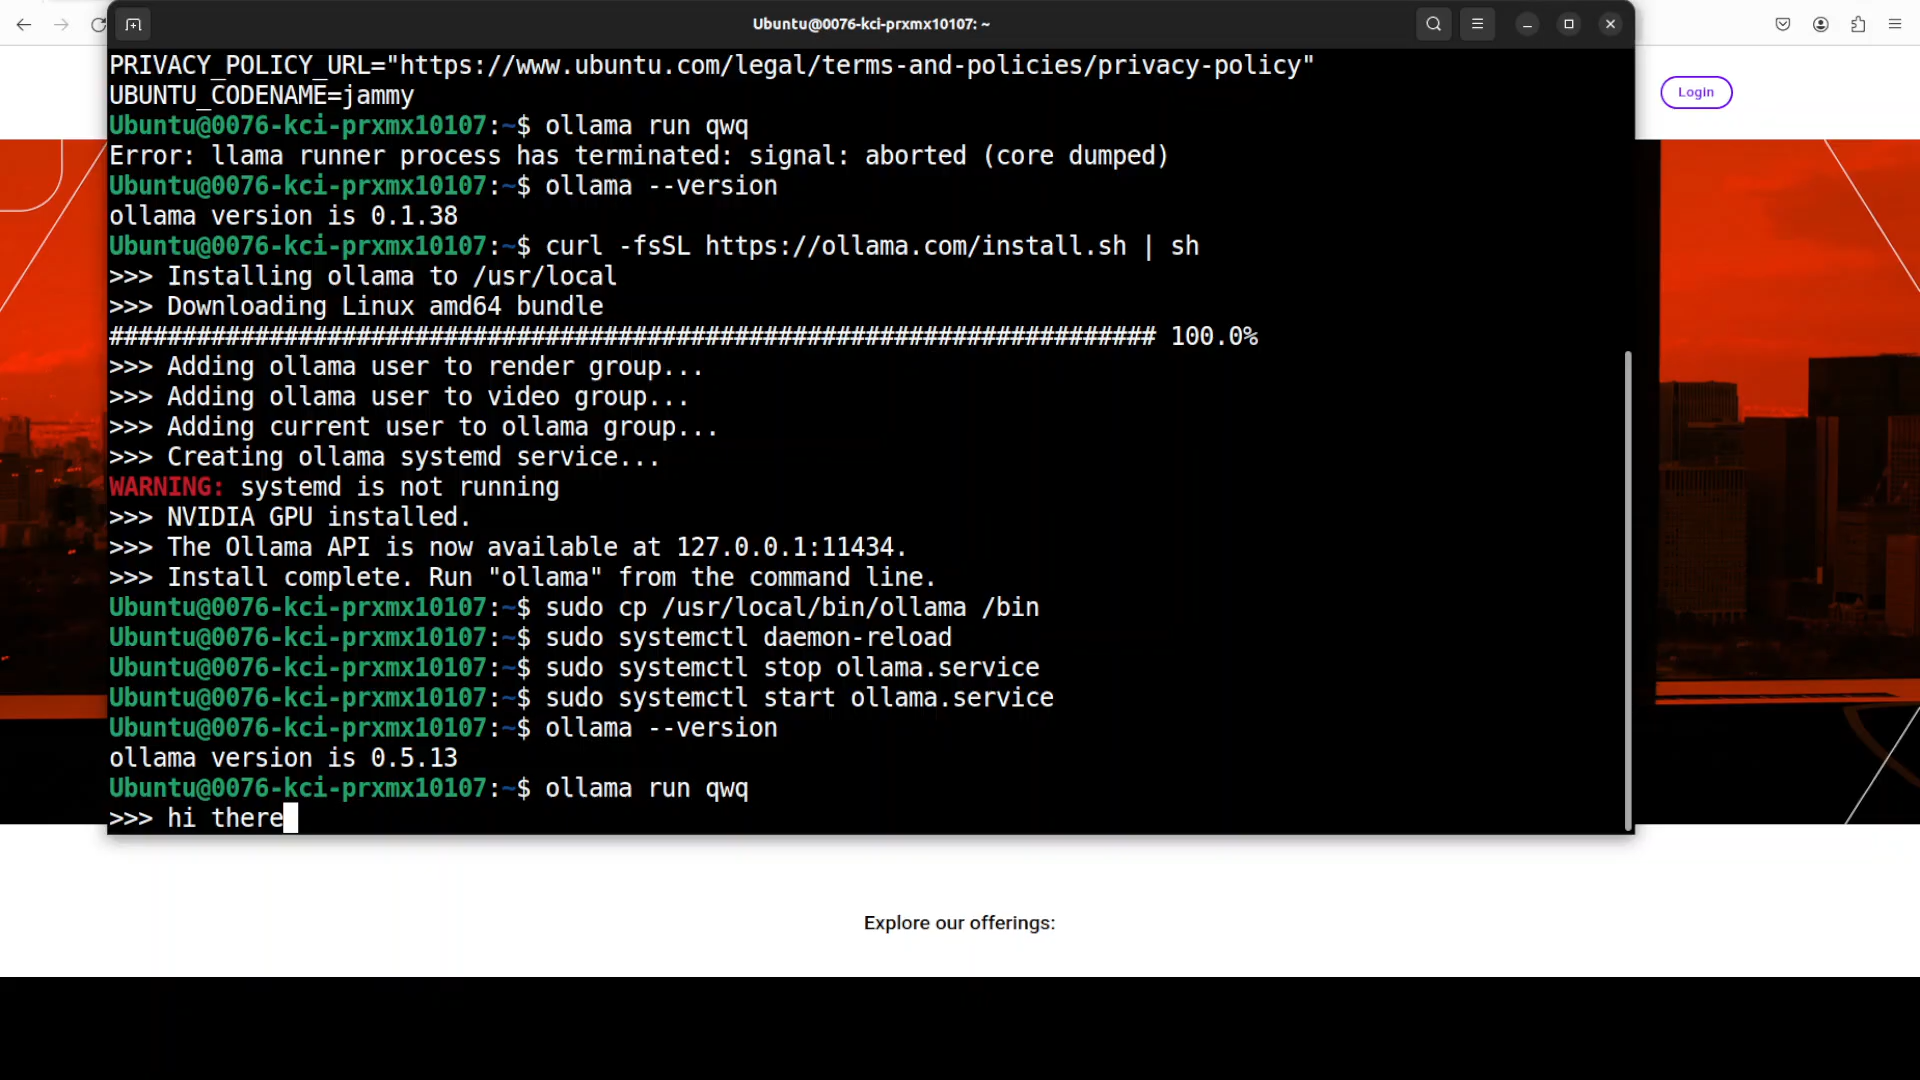 Ubuntu@0076-kci-prxmx10107: ~
PRIVACY_POLICY_URL="https://www.ubuntu.com/legal/terms-and-policies/privacy-policy"
UBUNTU_CODENAME=jammy
Ubuntu@0076-kci-prxmx10107:~$ ollama run qwq
Error: llama runner process has terminated: signal: aborted (core dumped)
Ubuntu@0076-kci-prxmx10107:~$ ollama --version
ollama version is 0.1.38
Ubuntu@0076-kci-prxmx10107:~$ curl -fsSL https://ollama.com/install.sh | sh
>>> Installing ollama to /usr/local
>>> Downloading Linux amd64 bundle
######################################################################## 100.0%
>>> Adding ollama user to render group...
>>> Adding ollama user to video group...
>>> Adding current user to ollama group...
>>> Creating ollama systemd service...
WARNING: systemd is not running
>>> NVIDIA GPU installed.
>>> The Ollama API is now available at 127.0.0.1:11434.
>>> Install complete. Run "ollama" from the command line.
Ubuntu@0076-kci-prxmx10107:~$ sudo cp /usr/local/bin/ollama /bin
Ubuntu@0076-kci-prxmx10107:~$ sudo systemctl daemon-reload
Ubuntu@0076-kci-prxmx10107:~$ sudo systemctl stop ollama.service
Ubuntu@0076-kci-prxmx10107:~$ sudo systemctl start ollama.service
Ubuntu@0076-kci-prxmx10107:~$ ollama --version
ollama version is 0.5.13
Ubuntu@0076-kci-prxmx10107:~$ ollama run qwq
>>> hi there
Login
Explore our offerings: